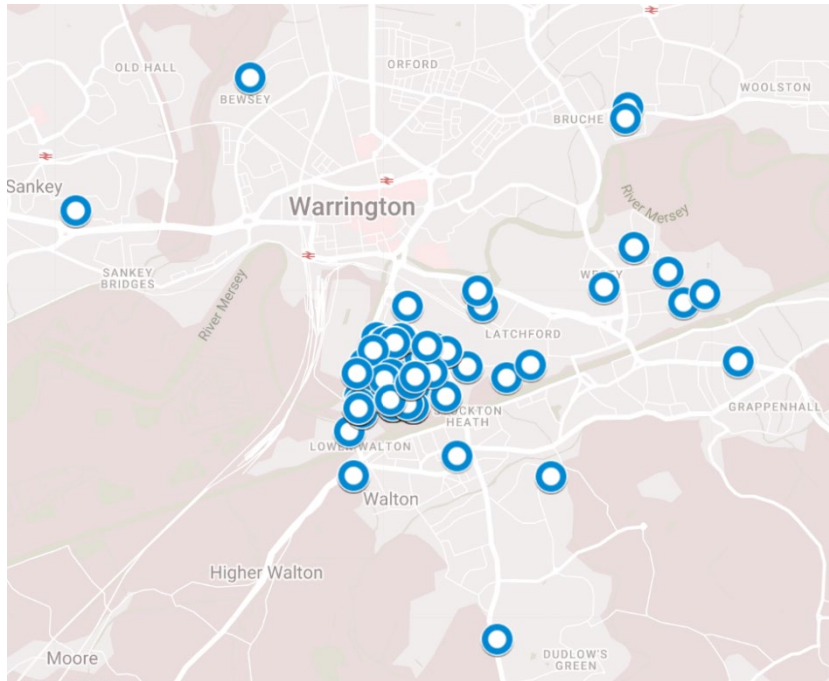 OLD HALL
ORFORD
BEWSEY
WOOLSTON
BRUCHE
Sankey
Warrington
River Mersey
SANKEY
BRIDGES
River Mersey
LATCHFORD
GRAPPENHALL
HEATH
LOWER WALTON
Walton
Higher Walton
Moore
DUDLOW'S
GREEN